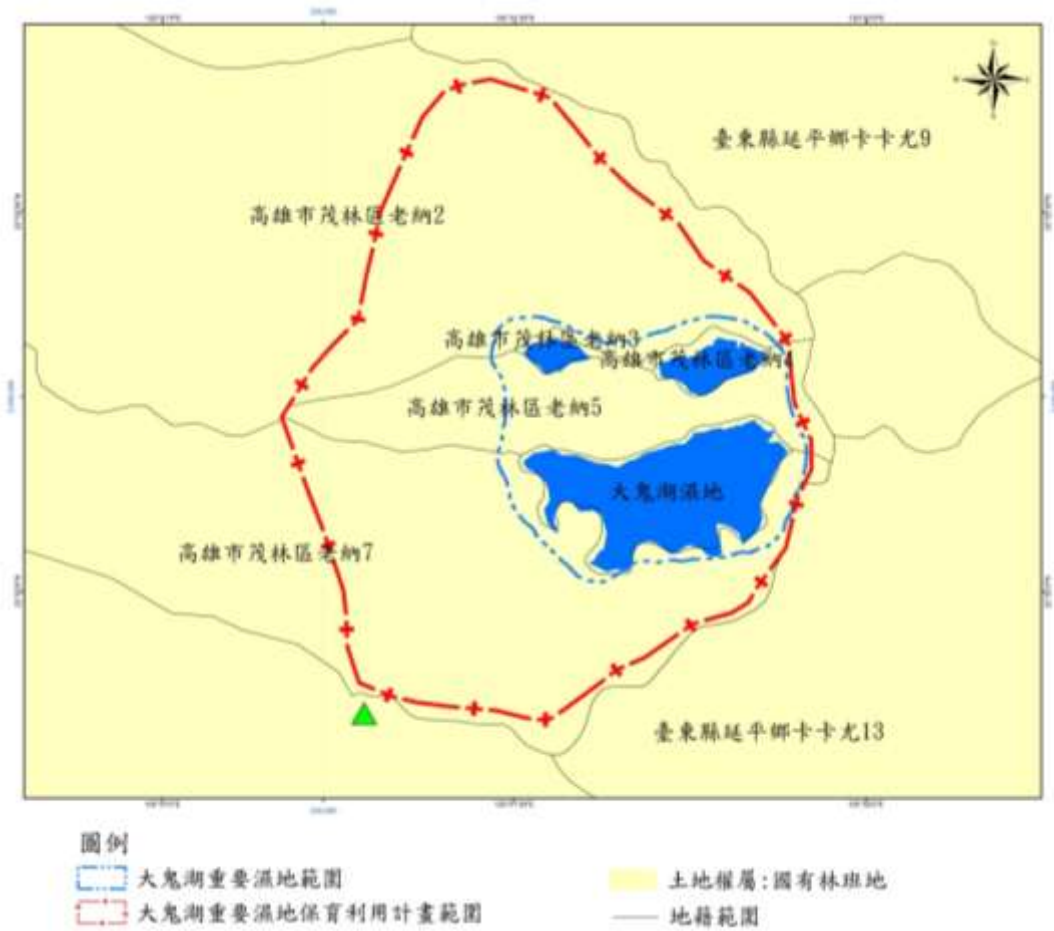 臺東縣延平鄉卡卡尤9
高雄市茂林區老納2
高雄市茂林區老納3
高雄市茂林區老納4
高雄市茂林區老納5
大鬼湖濕地
高雄市茂林區老納7
臺東縣延平鄉卡卡尤13
圖例
大鬼湖重要濕地範圍
土地權屬:國有林班地
大鬼湖重要濕地保育利用計畫範圍
地籍範圍